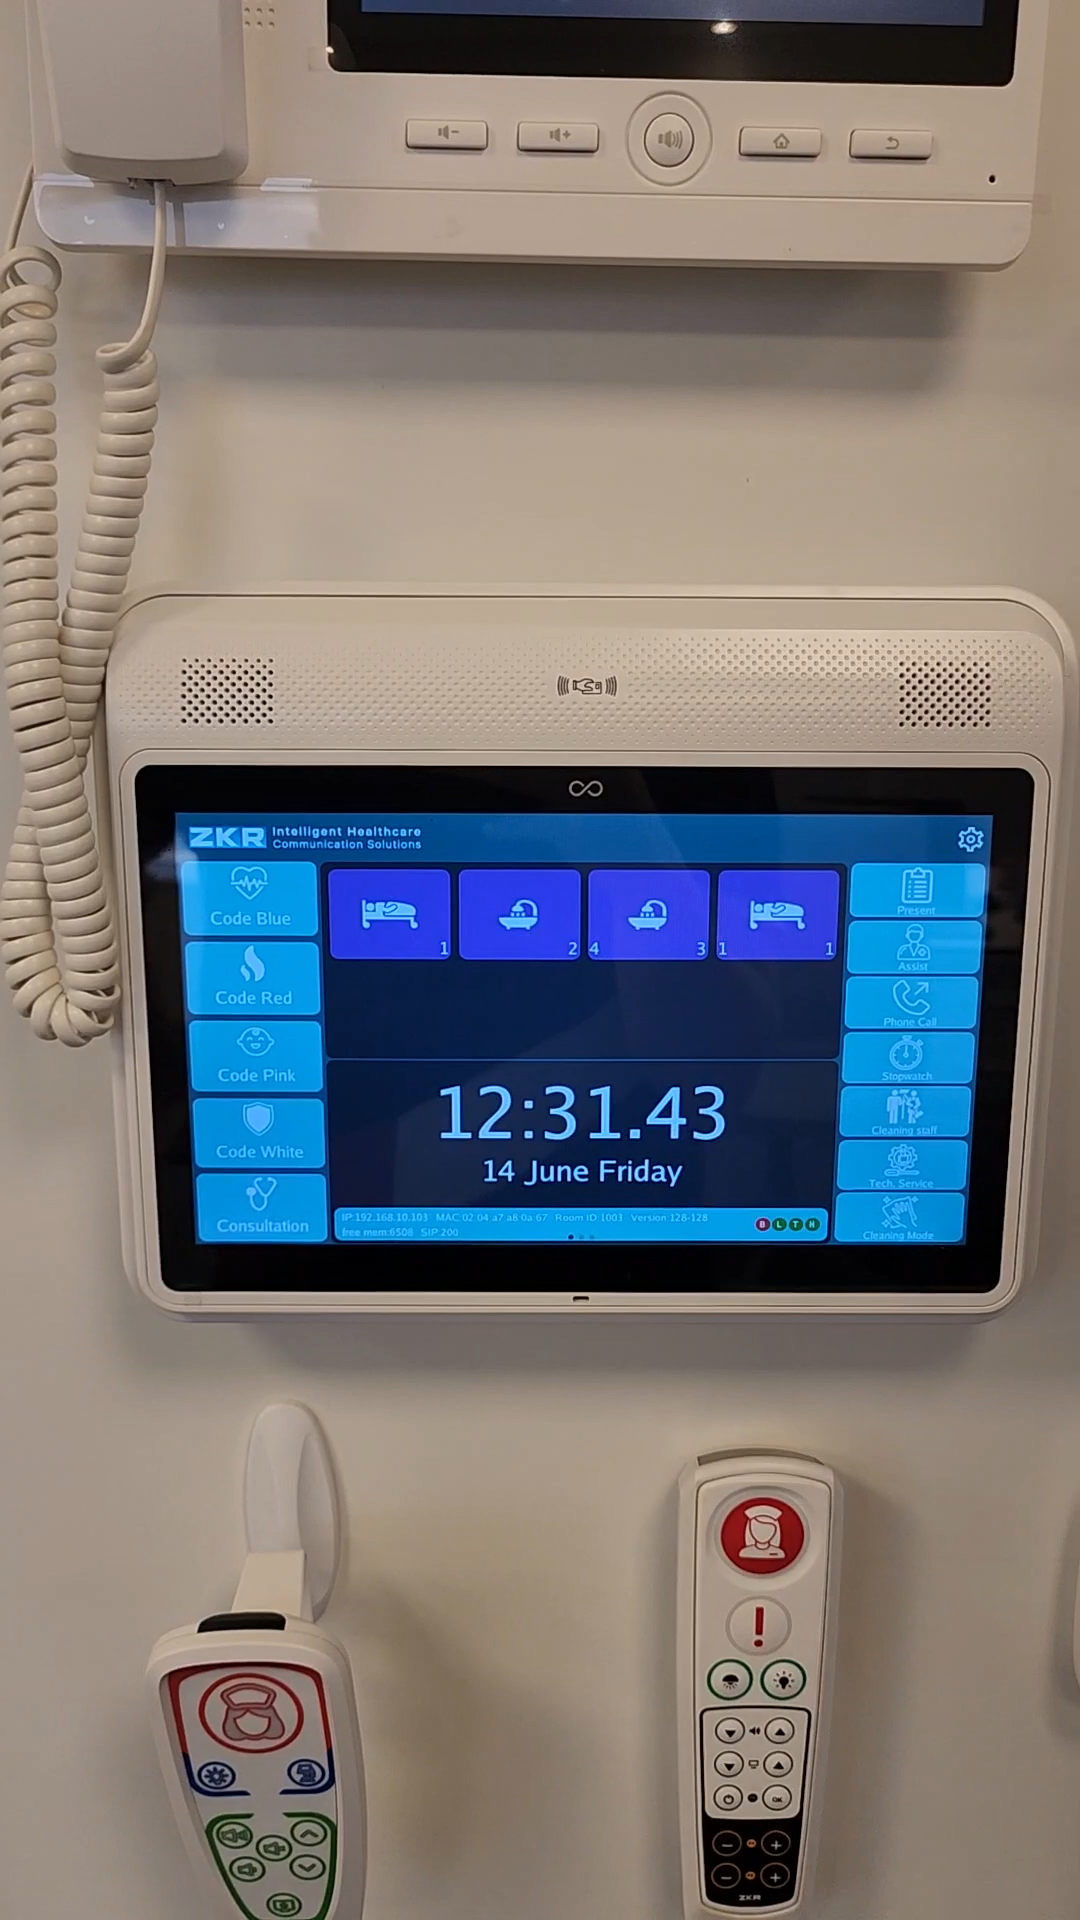 ZKR Intelligent Healthcare
Communication Solutions
Code Blue
Code Red
Code Pink
Code White
Consultation
1
2
4 3
1 1
12:31.43
14 June Friday
IP:192.168.10.103 MAC:02:04:a7:a8:0a:67 Room ID:1003 Version:128-128
free mem:6508 SIP:200
B L T H
Present
Assist
Phone Call
Stopwatch
Cleaning staff
Tech. Service
Cleaning Mode
!
OK
ZKR